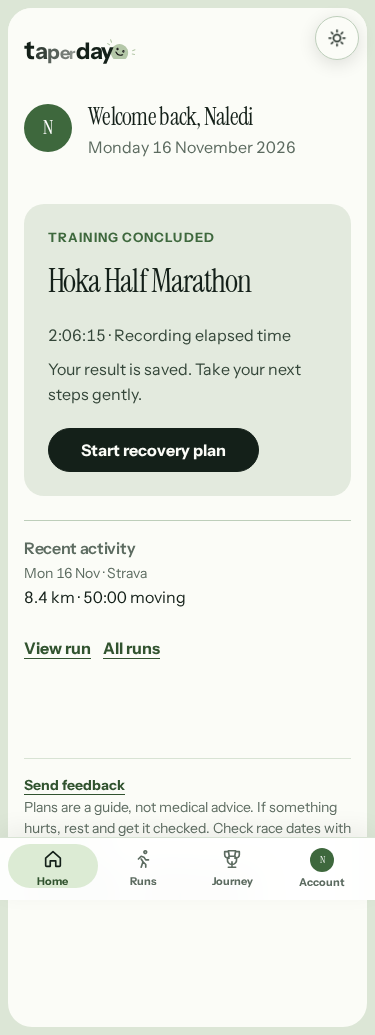 taperday
N
Welcome back, Naledi
Monday 16 November 2026
TRAINING CONCLUDED
Hoka Half Marathon
2:06:15 · Recording elapsed time
Your result is saved. Take your next
steps gently.
Start recovery plan
Recent activity
Mon 16 Nov · Strava
8.4 km · 50:00 moving
View run All runs
Send feedback
Plans are a guide, not medical advice. If something
hurts, rest and get it checked. Check race dates with
N
Home Runs Journey Account